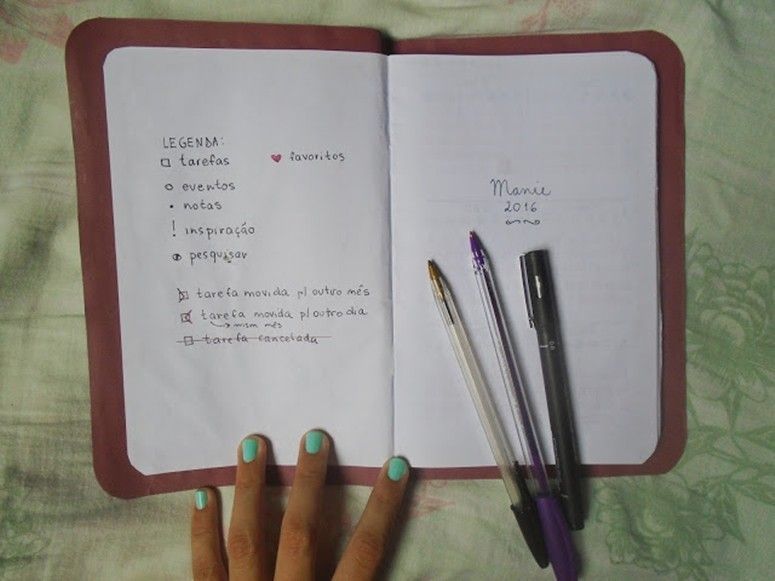 LEGENDA:
tarefas
favoritos
eventos
notas
! inspiração
pesquisar
tarefa movida p/ outro mês
tarefa movida p/ outro dia
mesm mês
tarefa cancelada
Manie
2016